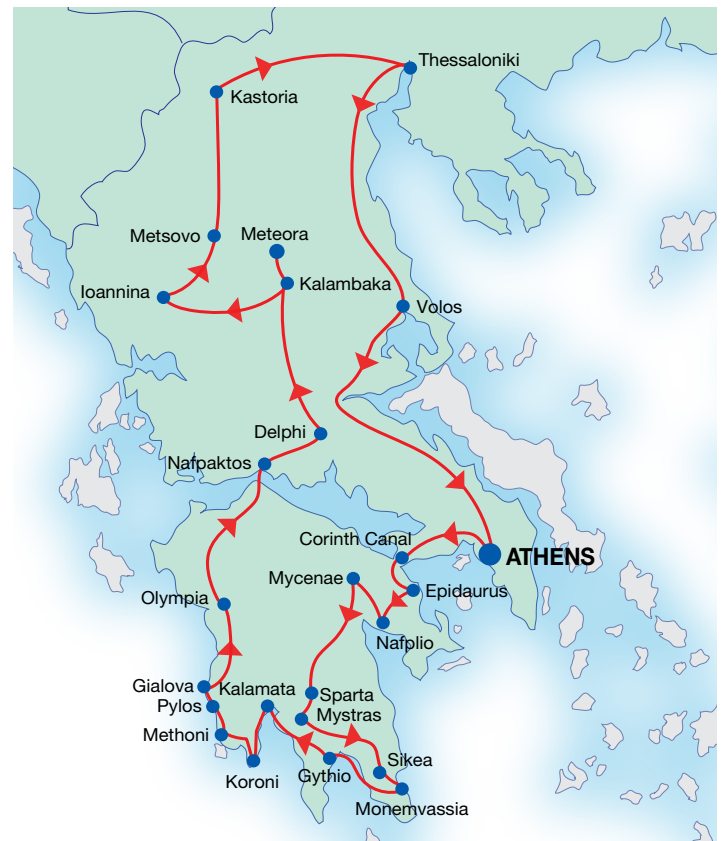 Thessaloniki
Kastoria
Metsovo
Meteora
Ioannina
Kalambaka
Volos
Delphi
Nafpaktos
Corinth Canal
ATHENS
Mycenae
Epidaurus
Olympia
Nafplio
Gialova
Kalamata
Sparta
Pylos
Mystras
Methoni
Sikea
Koroni
Gythio
Monemvassia